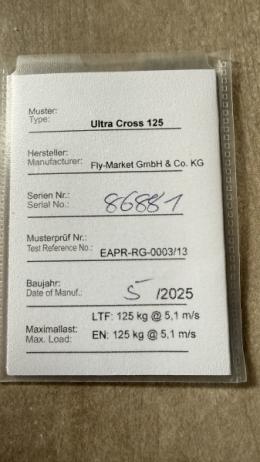 Muster:
Type: Ultra Cross 125
Hersteller:
Manufacturer: Fly-Market GmbH & Co. KG
Serien Nr.:
Serial No.: 86881
Musterprüf Nr.:
Test Reference No.: EAPR-RG-0003/13
Baujahr:
Date of Manuf.: 5 /2025
LTF: 125 kg @ 5,1 m/s
Maximallast:
Max. Load: EN: 125 kg @ 5,1 m/s